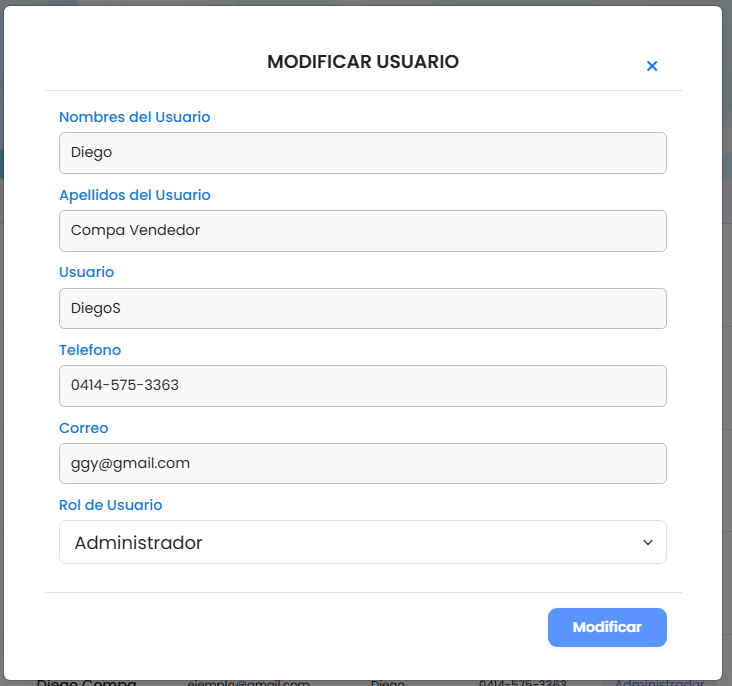 MODIFICAR USUARIO
×
Nombres del Usuario
Diego
Apellidos del Usuario
Compa Vendedor
Usuario
DiegoS
Telefono
0414-575-3363
Correo
ggy@gmail.com
Rol de Usuario
Administrador
Modificar
Diego Compa ejemplo@gmail.com Diego 0414-575-3363 Administrador